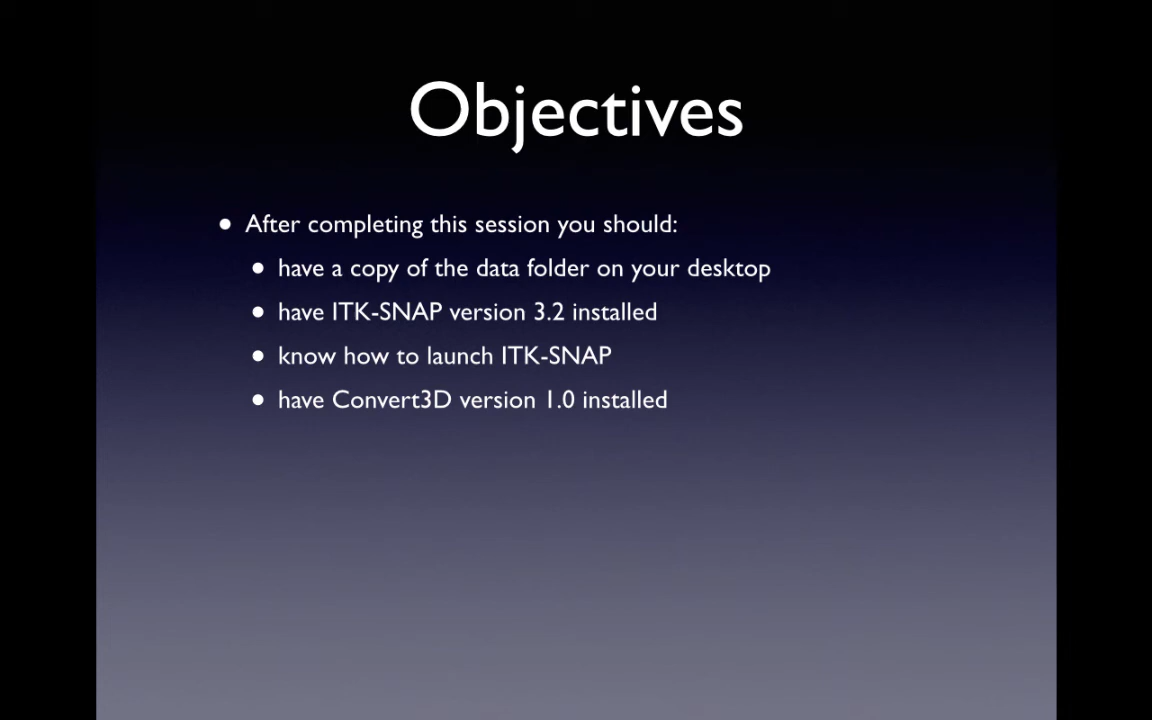 Objectives
• After completing this session you should:
• have a copy of the data folder on your desktop
• have ITK-SNAP version 3.2 installed
• know how to launch ITK-SNAP
• have Convert3D version 1.0 installed